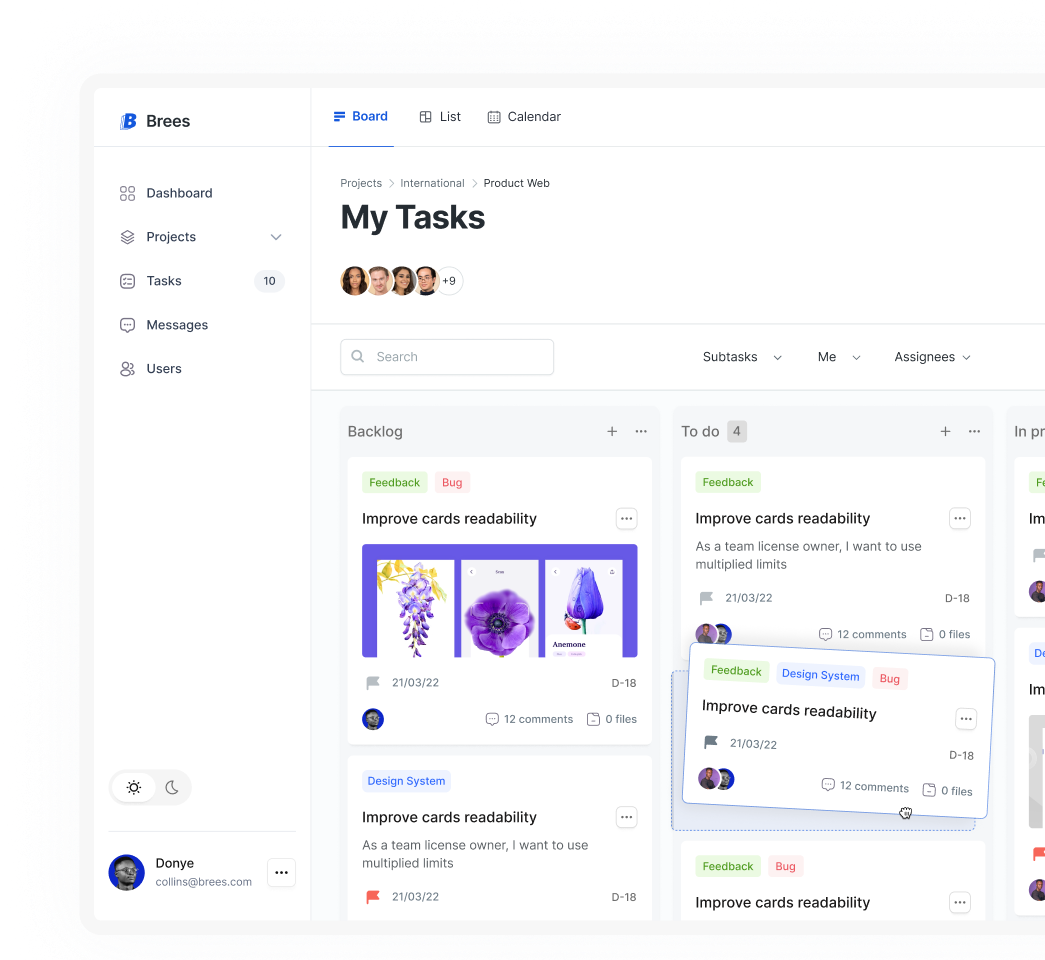 Brees
Board
List
Calendar
Dashboard
Projects
Tasks
10
Messages
Users
Projects
International
Product Web
My Tasks
+9
Search
Subtasks
Me
Assignees
Backlog
Feedback
Bug
Improve cards readability
Anemone
21/03/22
D-18
12 comments
0 files
Design System
Improve cards readability
As a team license owner, I want to use
multiplied limits
21/03/22
D-18
To do
4
Feedback
Improve cards readability
As a team license owner, I want to use
multiplied limits
21/03/22
D-18
12 comments
0 files
Feedback
Design System
Bug
Improve cards readability
21/03/22
D-18
12 comments
0 files
Feedback
Bug
Improve cards readability
In pr
Fe
Im
De
Im
Donye
collins@brees.com